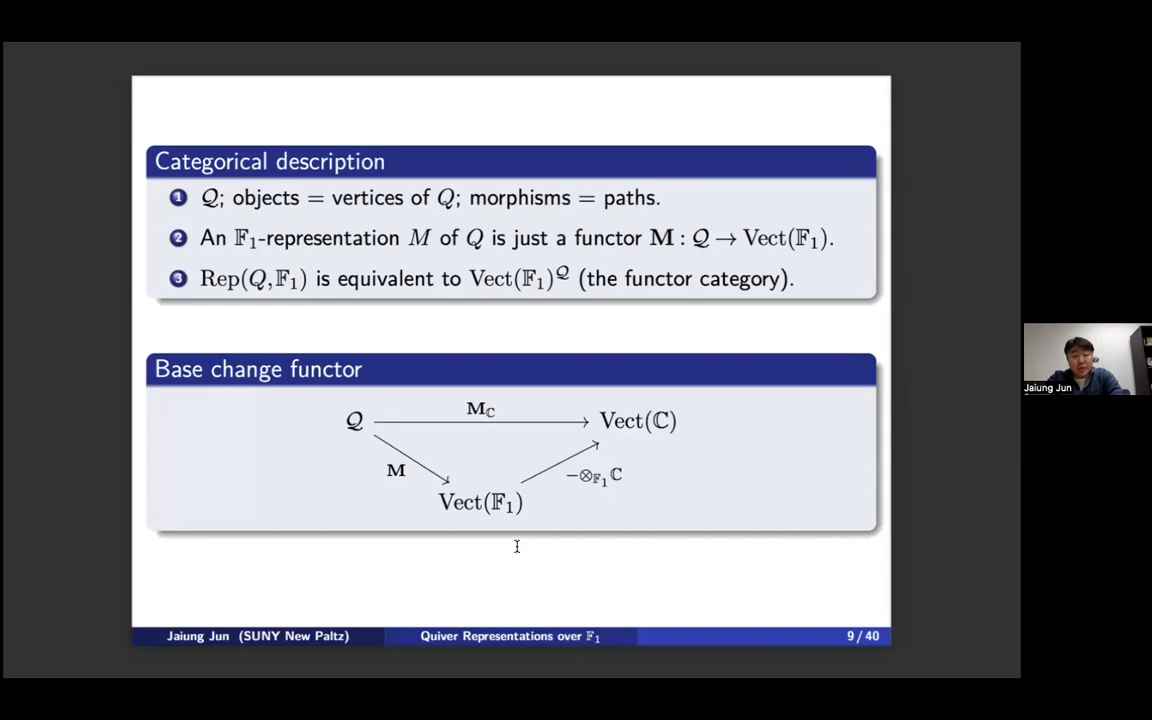 Categorical description
1 𝒬; objects = vertices of Q; morphisms = paths.
2 An 𝔽₁-representation M of Q is just a functor 𝐌 : 𝒬 → Vect(𝔽₁).
3 Rep(Q, 𝔽₁) is equivalent to Vect(𝔽₁)^𝒬 (the functor category).
Base change functor
𝐌_ℂ
𝒬 Vect(ℂ)
𝐌 −⊗_𝔽₁ ℂ
Vect(𝔽₁)
Jaiung Jun (SUNY New Paltz) Quiver Representations over 𝔽₁ 9 / 40
Jaiung Jun